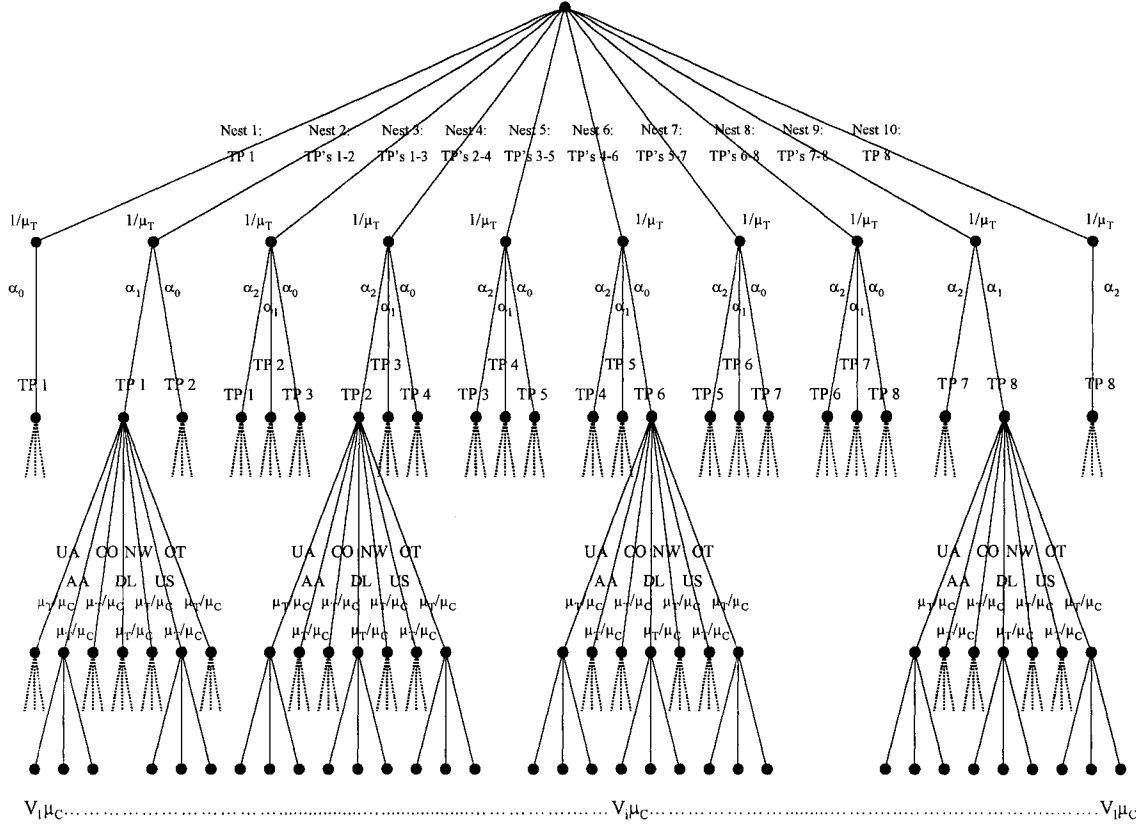 Nest 1: Nest 2: Nest 3: Nest 4: Nest 5: Nest 6: Nest 7: Nest 8: Nest 9: Nest 10:
TP 1 TP's 1-2 TP's 1-3 TP's 2-4 TP's 3-5 TP's 4-6 TP's 5-7 TP's 6-8 TP's 7-8 TP 8
1/μT 1/μT 1/μT 1/μT 1/μT 1/μT 1/μT 1/μT 1/μT 1/μT
α0 α1 α0 α2 α0 α2 α0 α2 α0 α2 α0 α2 α0 α2 α0 α2 α1 α2
α1 α1 α1 α1 α1 α1
TP 2 TP 3 TP 4 TP 5 TP 6 TP 7
TP 1 TP 1 TP 2 TP 1 TP 3 TP 2 TP 4 TP 3 TP 5 TP 4 TP 6 TP 5 TP 7 TP 6 TP 8 TP 7 TP 8 TP 8
UA CO NW OT UA CO NW OT UA CO NW OT UA CO NW OT
AA DL US AA DL US AA DL US AA DL US
μT/μC μT/μC μT/μC μT/μC μT/μC μT/μC μT/μC μT/μC μT/μC μT/μC μT/μC μT/μC μT/μC μT/μC μT/μC μT/μC
μT/μC μT/μC μT/μC μT/μC μT/μC μT/μC μT/μC μT/μC μT/μC μT/μC μT/μC
V1μC ........ ViμC ........ VIμC